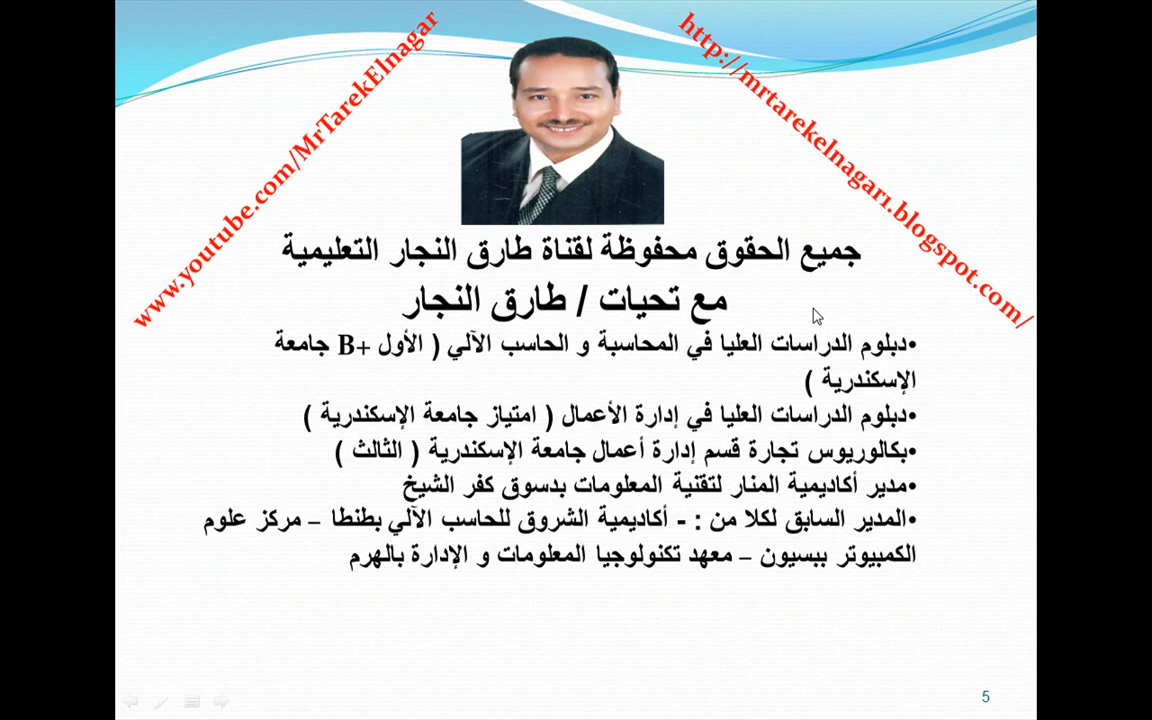 www.youtube.com/MrTarekElnagar
http://mrtarekelnagar1.blogspot.com/
جميع الحقوق محفوظة لقناة طارق النجار التعليمية
مع تحيات / طارق النجار
•دبلوم الدراسات العليا في المحاسبة و الحاسب الآلي ( الأول +B جامعة
الإسكندرية )
•دبلوم الدراسات العليا في إدارة الأعمال ( امتياز جامعة الإسكندرية )
•بكالوريوس تجارة قسم إدارة أعمال جامعة الإسكندرية ( الثالث )
•مدير أكاديمية المنار لتقنية المعلومات بدسوق كفر الشيخ
•المدير السابق لكلا من : - أكاديمية الشروق للحاسب الآلي بطنطا – مركز علوم
الكمبيوتر ببسيون – معهد تكنولوجيا المعلومات و الإدارة بالهرم
5